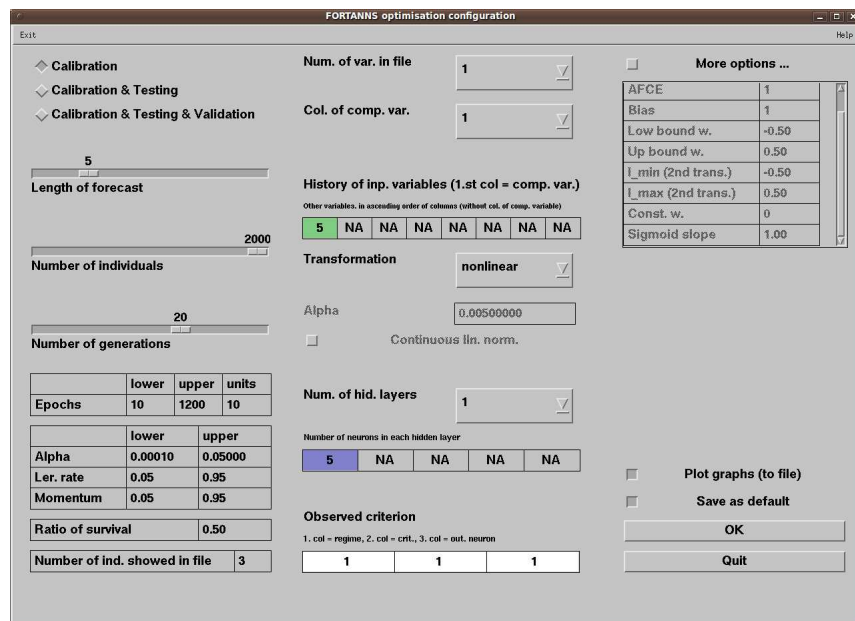 FORTANNS optimisation configuration
Exit
Help
Calibration
Calibration & Testing
Calibration & Testing & Validation
5
Length of forecast
2000
Number of individuals
20
Number of generations
lower upper units
Epochs 10 1200 10
lower upper
Alpha 0.00010 0.05000
Ler. rate 0.05 0.95
Momentum 0.05 0.95
Ratio of survival 0.50
Number of ind. showed in file 3
Num. of var. in file 1
Col. of comp. var. 1
History of inp. variables (1.st col = comp. var.)
Other variables. in ascending order of columns (without col. of comp. variable)
5 NA NA NA NA NA NA NA
Transformation nonlinear
Alpha 0.00500000
Continuous lin. norm.
Num. of hid. layers 1
Number of neurons in each hidden layer
5 NA NA NA NA
Observed criterion
1. col = regime, 2. col = crit., 3. col = out. neuron
1 1 1
More options ...
AFCE 1
Bias 1
Low bound w. -0.50
Up bound w. 0.50
I_min (2nd trans.) -0.50
I_max (2nd trans.) 0.50
Const. w. 0
Sigmoid slope 1.00
Plot graphs (to file)
Save as default
OK
Quit